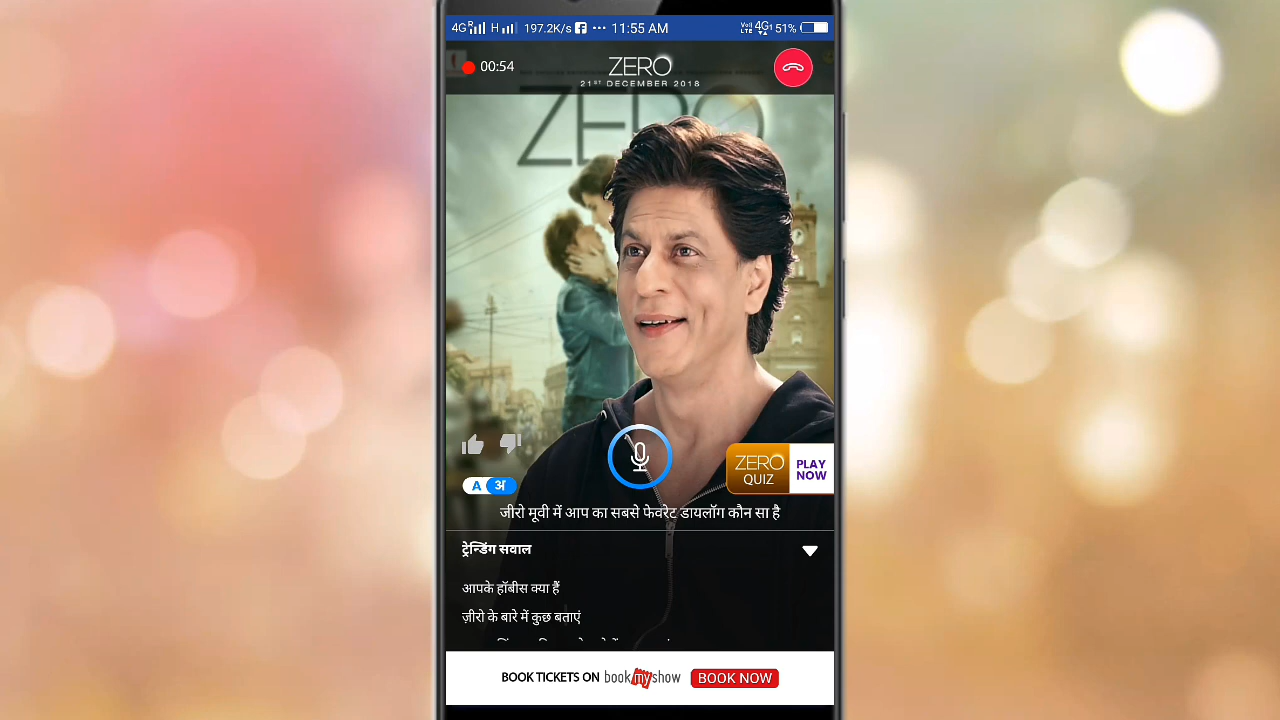 4G R H 197.2K/s ••• 11:55 AM VoLTE 4G 51%
00:54
ZERO
21ST DECEMBER 2018
ZERO
ZERO QUIZ
PLAY NOW
A अ
जीरो मूवी में आप का सबसे फेवरेट डायलॉग कौन सा है
ट्रेन्डिंग सवाल
आपके हॉबीस क्या हैं
ज़ीरो के बारे में कुछ बताएं
BOOK TICKETS ON bookmyshow BOOK NOW